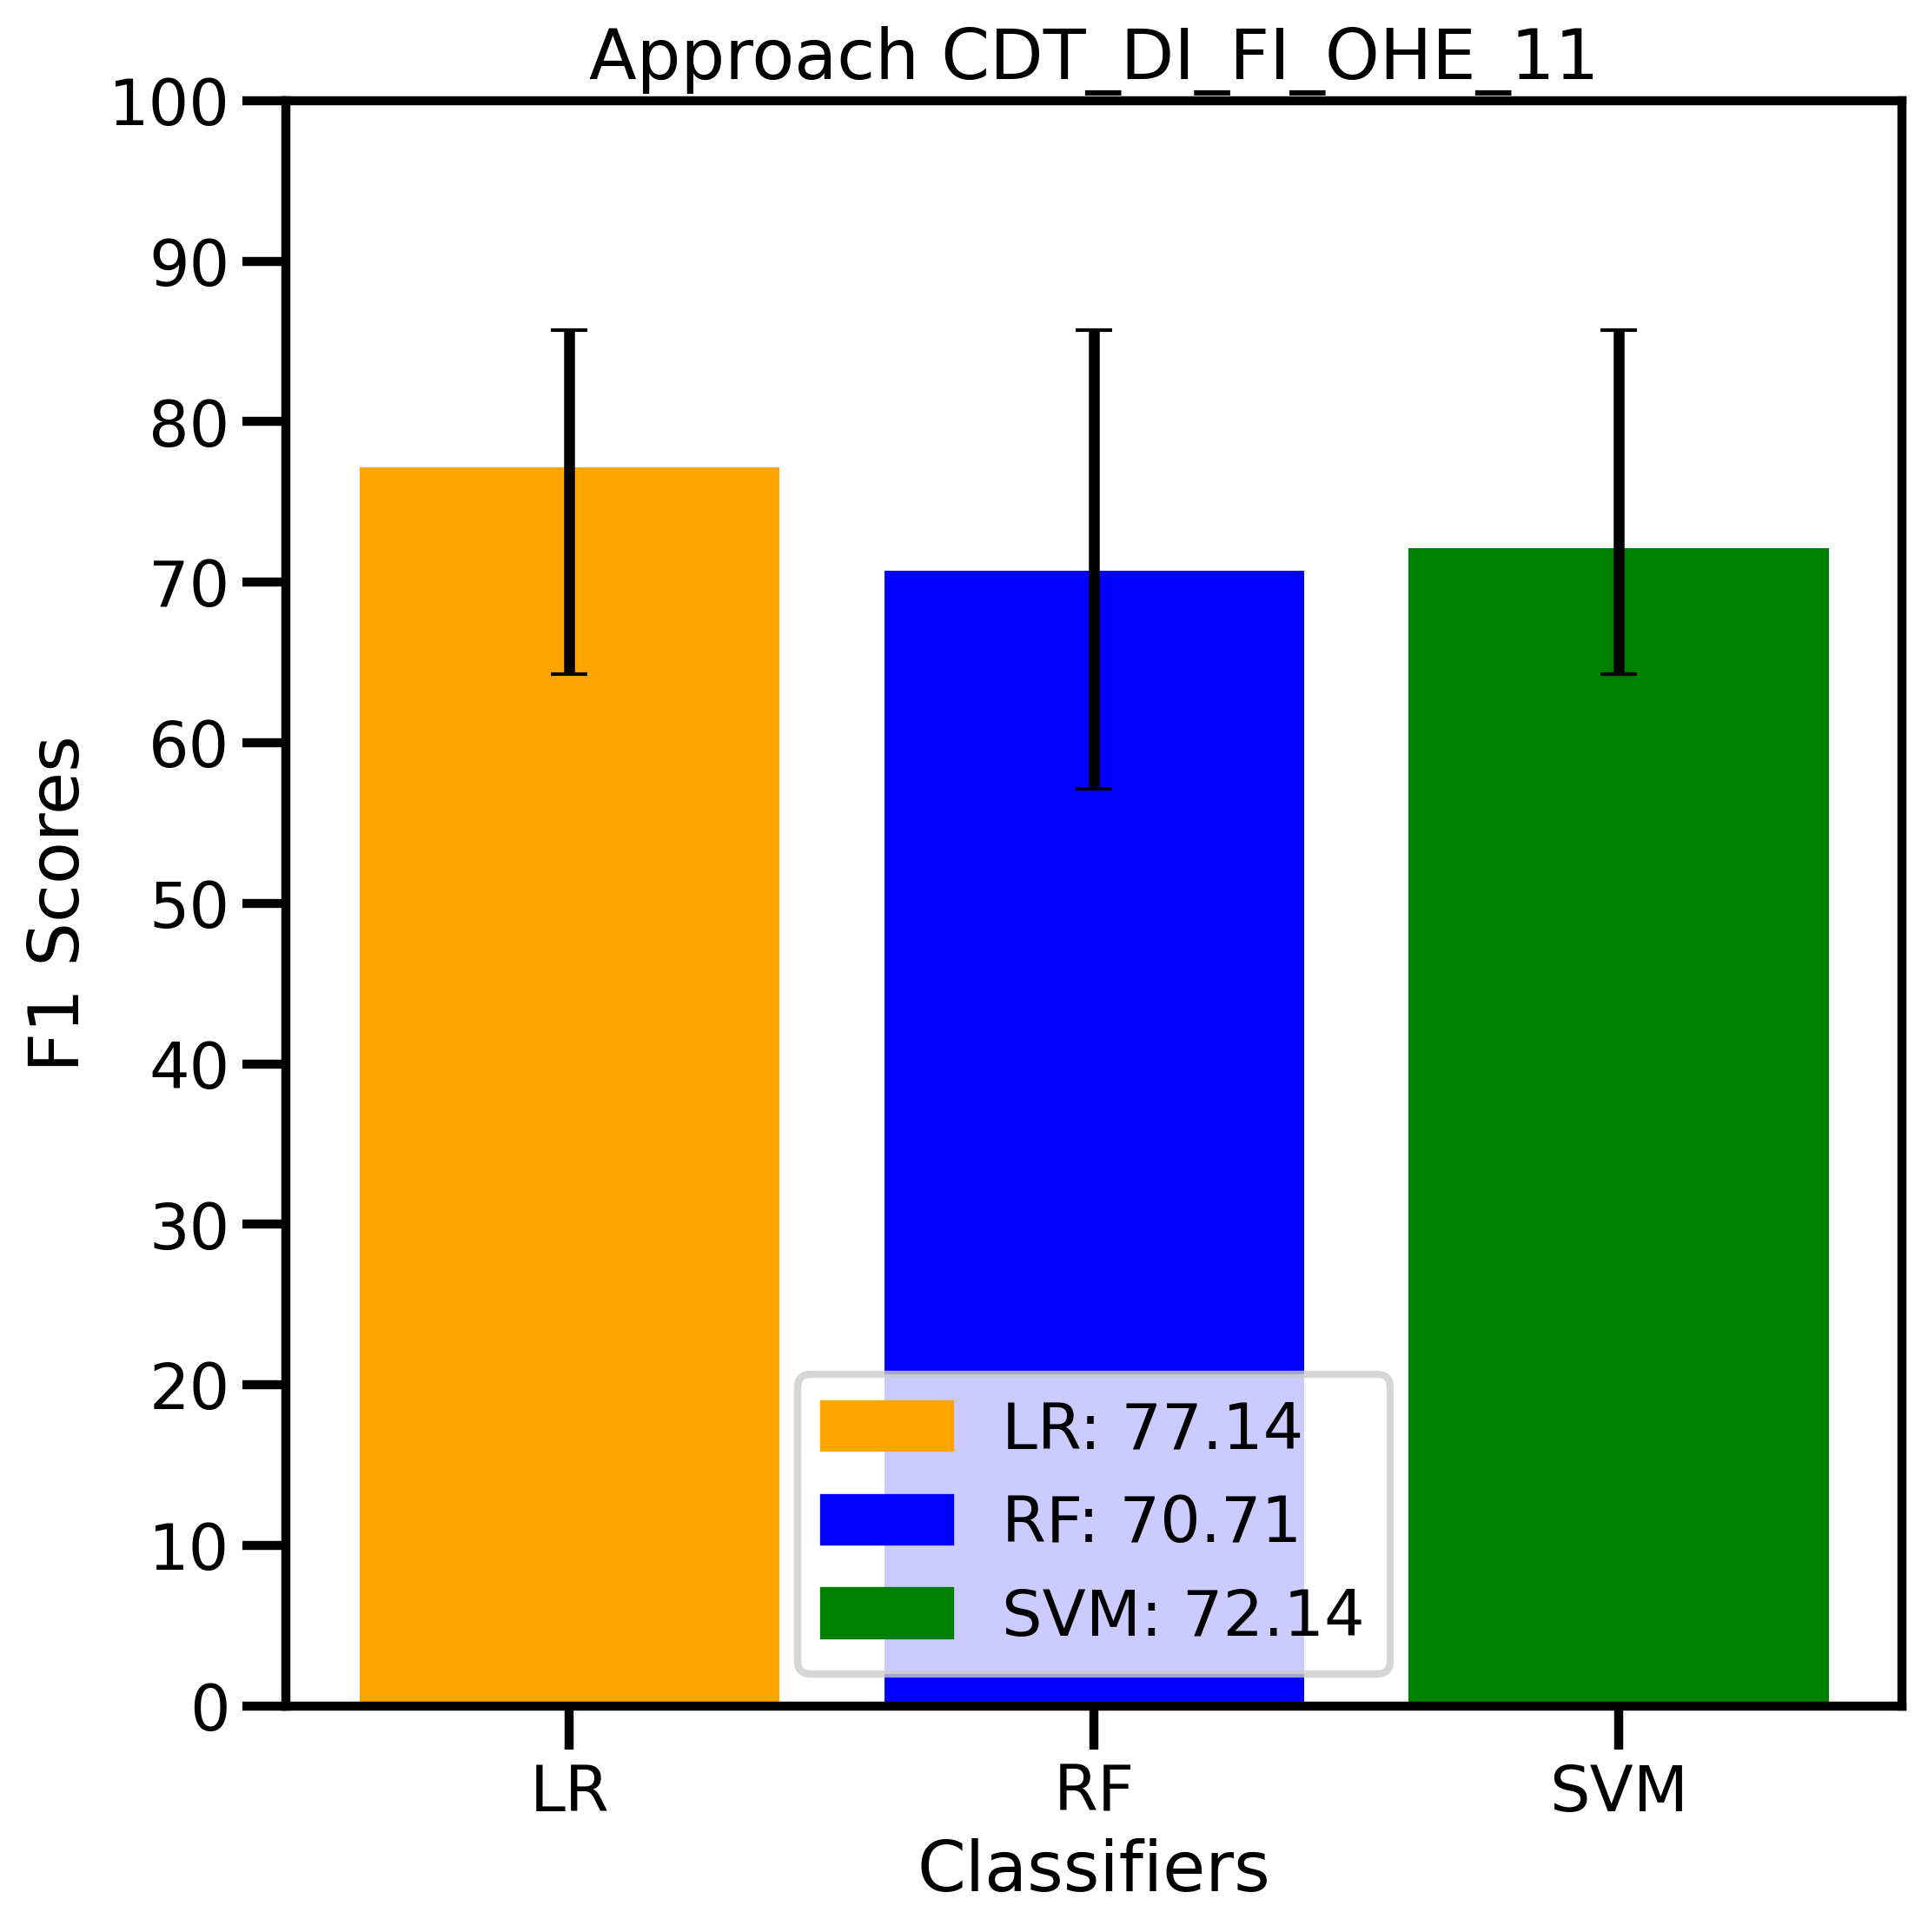 Approach CDT_DI_FI_OHE_11
100
90
80
70
60
50
40
30
20
10
0
F1 Scores
LR: 77.14
RF: 70.71
SVM: 72.14
LR
RF
SVM
Classifiers